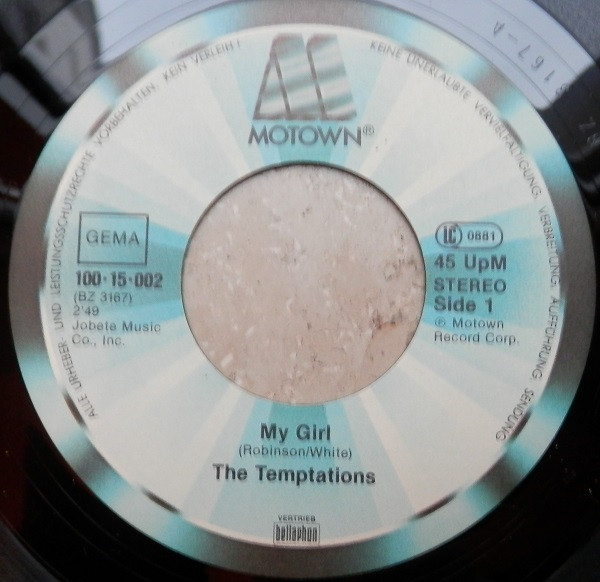 ALLE URHEBER UND LEISTUNGSSCHUTZRECHTE VORBEHALTEN. KEIN VERLEIH! KEINE UNERLAUBTE VERVIELFÄLTIGUNG, VERBREITUNG, AUFFÜHRUNG, SENDUNG
MOTOWN®
GEMA
100·15·002
(BZ 3167)
2'49
Jobete Music
Co., Inc.
LC 0881
45 UpM
STEREO
Side 1
℗ Motown
Record Corp.
My Girl
(Robinson/White)
The Temptations
VERTRIEB
bellaphon
167-A